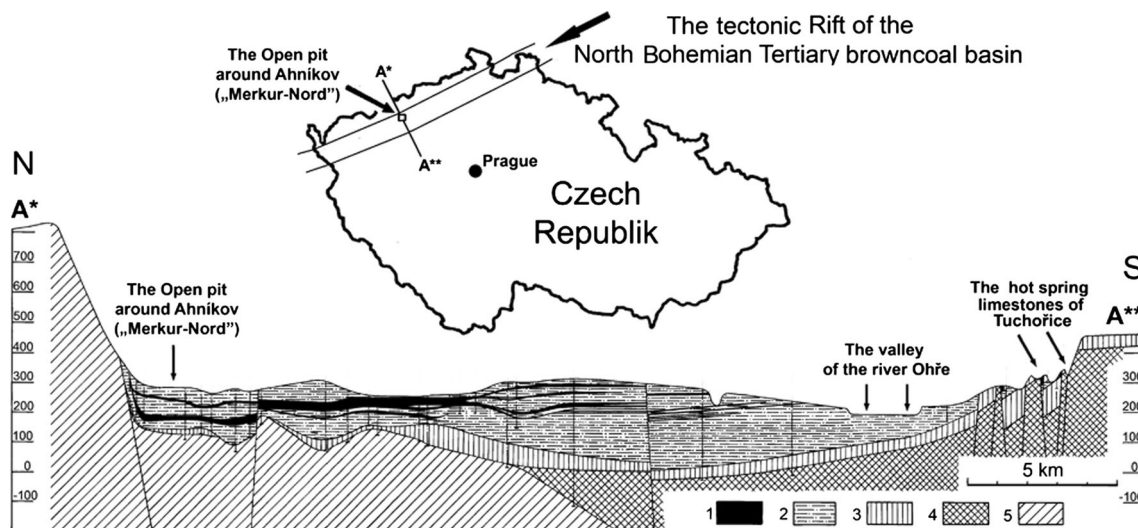 The tectonic Rift of the
North Bohemian Tertiary browncoal basin
The Open pit
around Ahníkov
(„Merkur-Nord”)
A*
A**
Prague
Czech
Republik
N
A*
S
A**
700
600
500
400
300
200
100
0
-100
The Open pit
around Ahníkov
(„Merkur-Nord”)
The valley
of the river Ohře
The hot spring
limestones of
Tuchořice
300
200
100
0
-100
5 km
1
2
3
4
5